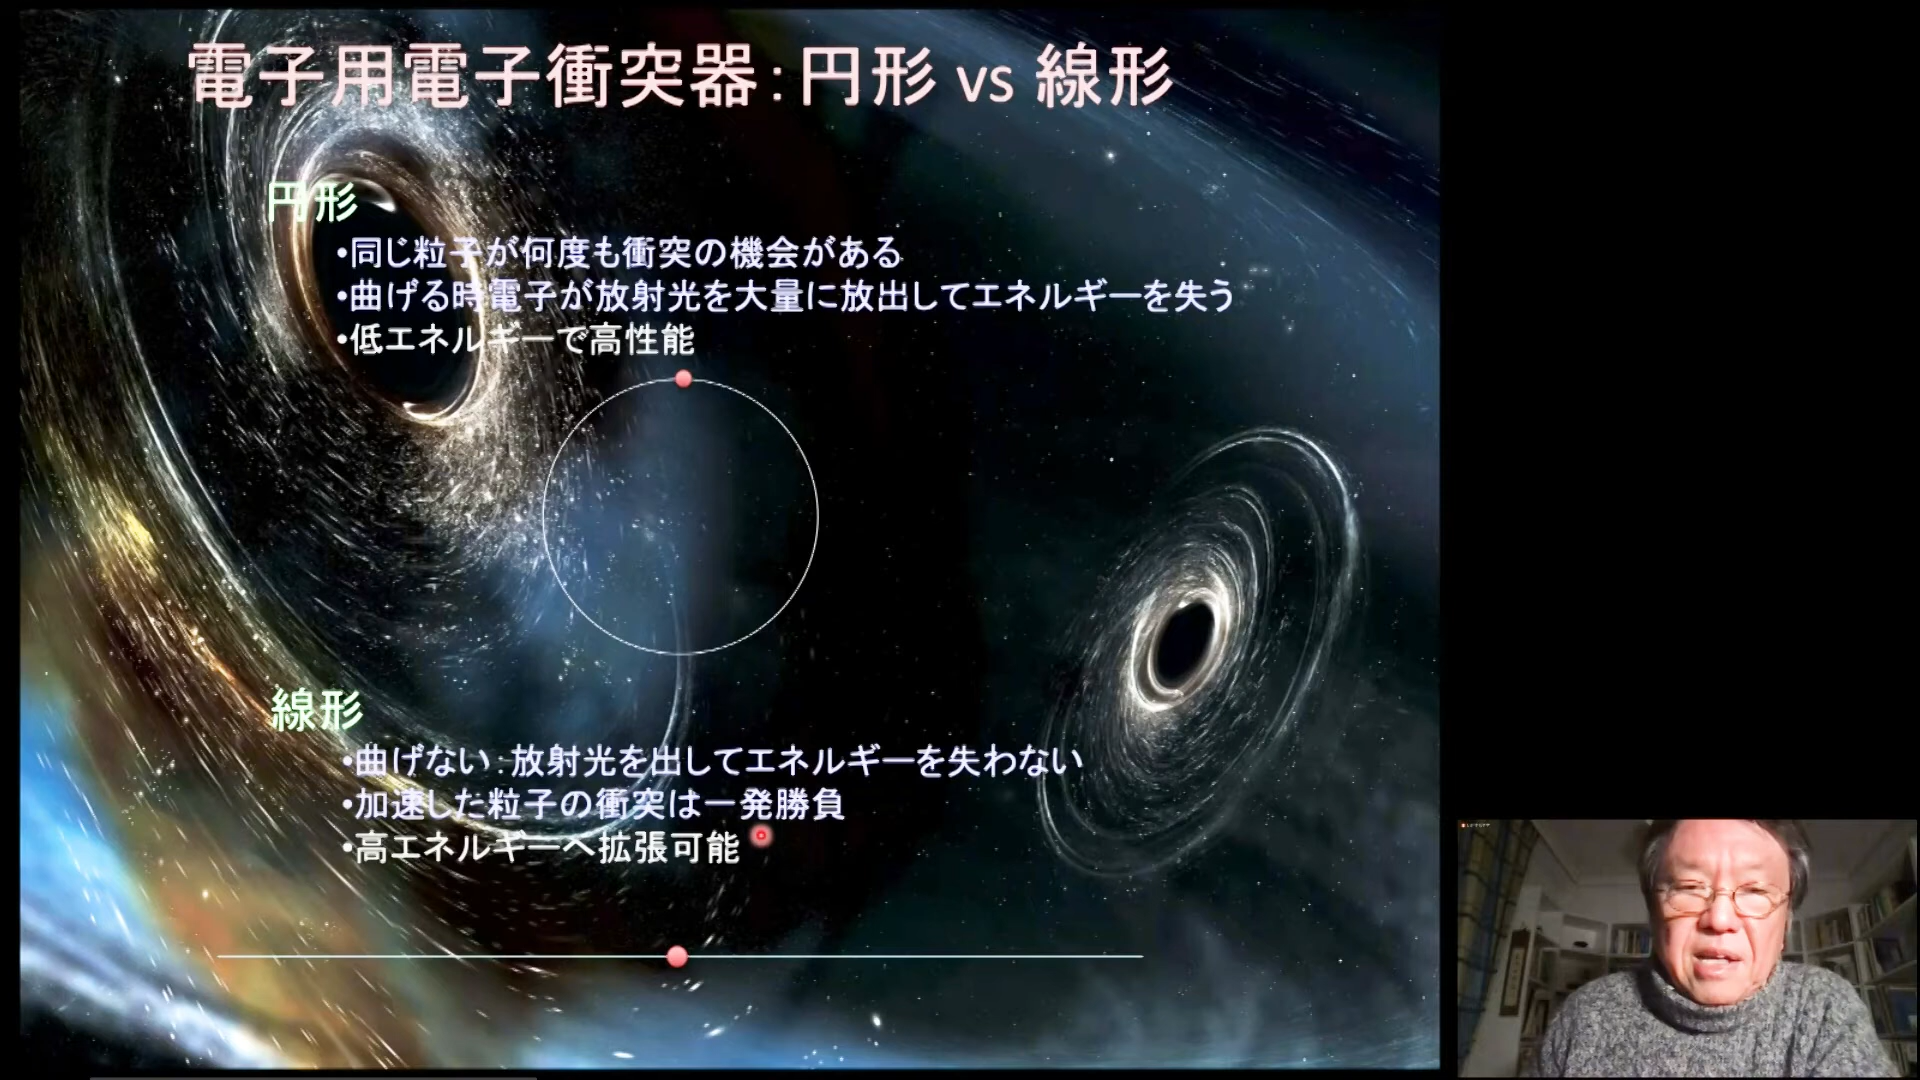 電子用電子衝突器：円形 vs 線形
円形
•同じ粒子が何度も衝突の機会がある
•曲げる時電子が放射光を大量に放出してエネルギーを失う
•低エネルギーで高性能
線形
•曲げない：放射光を出してエネルギーを失わない
•加速した粒子の衝突は一発勝負
•高エネルギーへ拡張可能